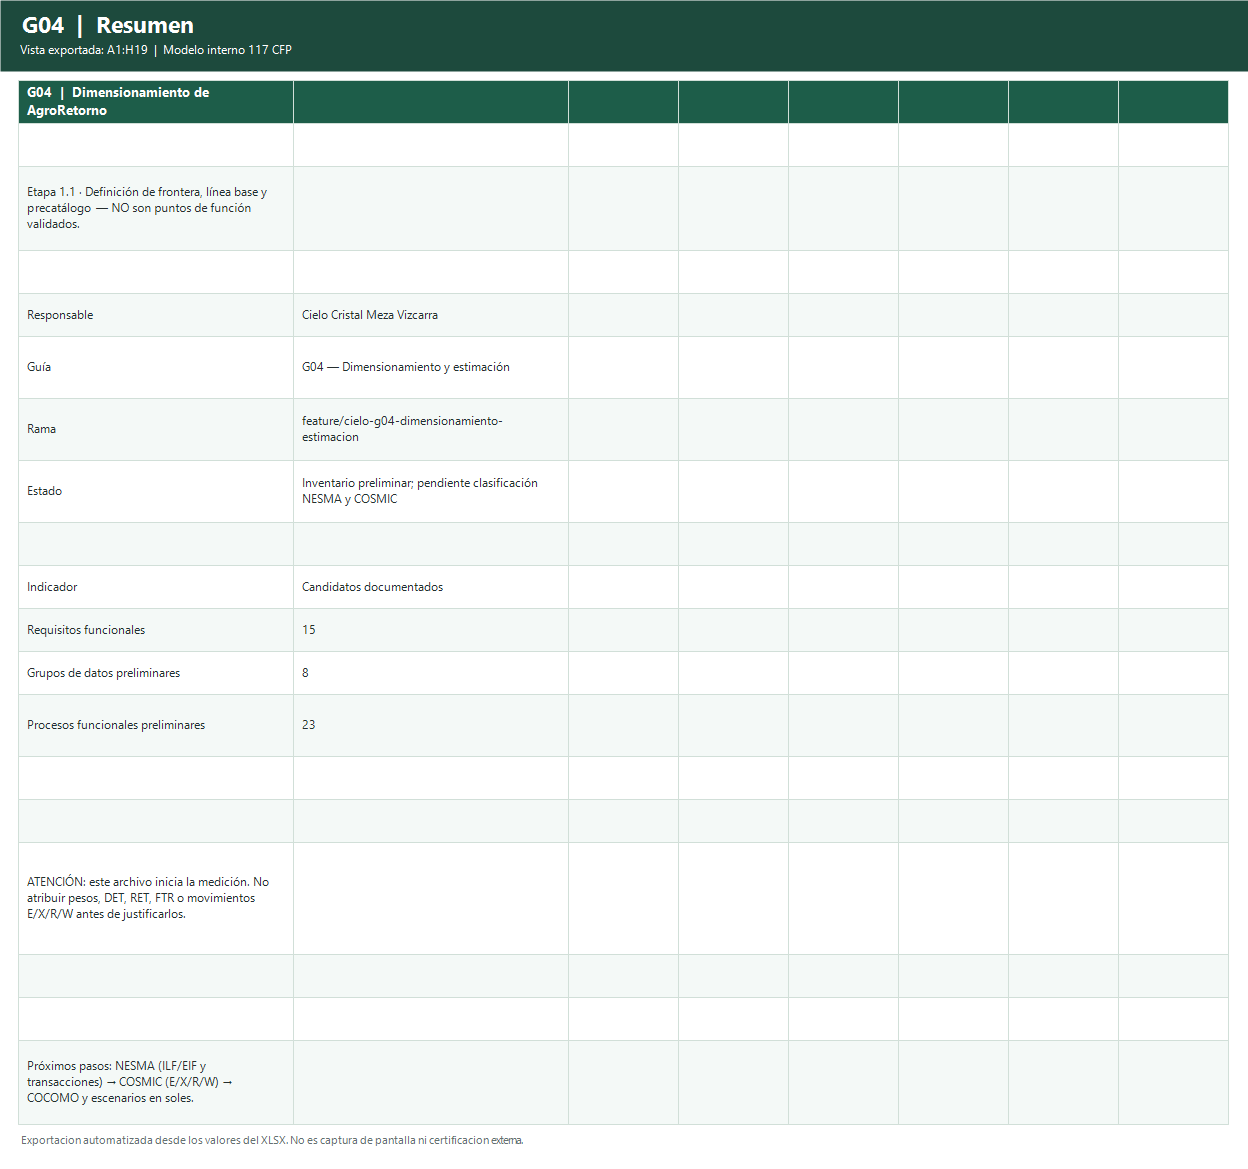 G04 | Resumen
Vista exportada: A1:H19 | Modelo interno 117 CFP
G04 | Dimensionamiento de
AgroRetorno
Etapa 1.1 · Definición de frontera, línea base y
precatálogo — NO son puntos de función
validados.
Responsable
Cielo Cristal Meza Vizcarra
Guía
G04 — Dimensionamiento y estimación
Rama
feature/cielo-g04-dimensionamiento-
estimacion
Estado
Inventario preliminar; pendiente clasificación
NESMA y COSMIC
Indicador
Candidatos documentados
Requisitos funcionales
15
Grupos de datos preliminares
8
Procesos funcionales preliminares
23
ATENCIÓN: este archivo inicia la medición. No
atribuir pesos, DET, RET, FTR o movimientos
E/X/R/W antes de justificarlos.
Próximos pasos: NESMA (ILF/EIF y
transacciones) → COSMIC (E/X/R/W) →
COCOMO y escenarios en soles.
Exportacion automatizada desde los valores del XLSX. No es captura de pantalla ni certificacion externa.